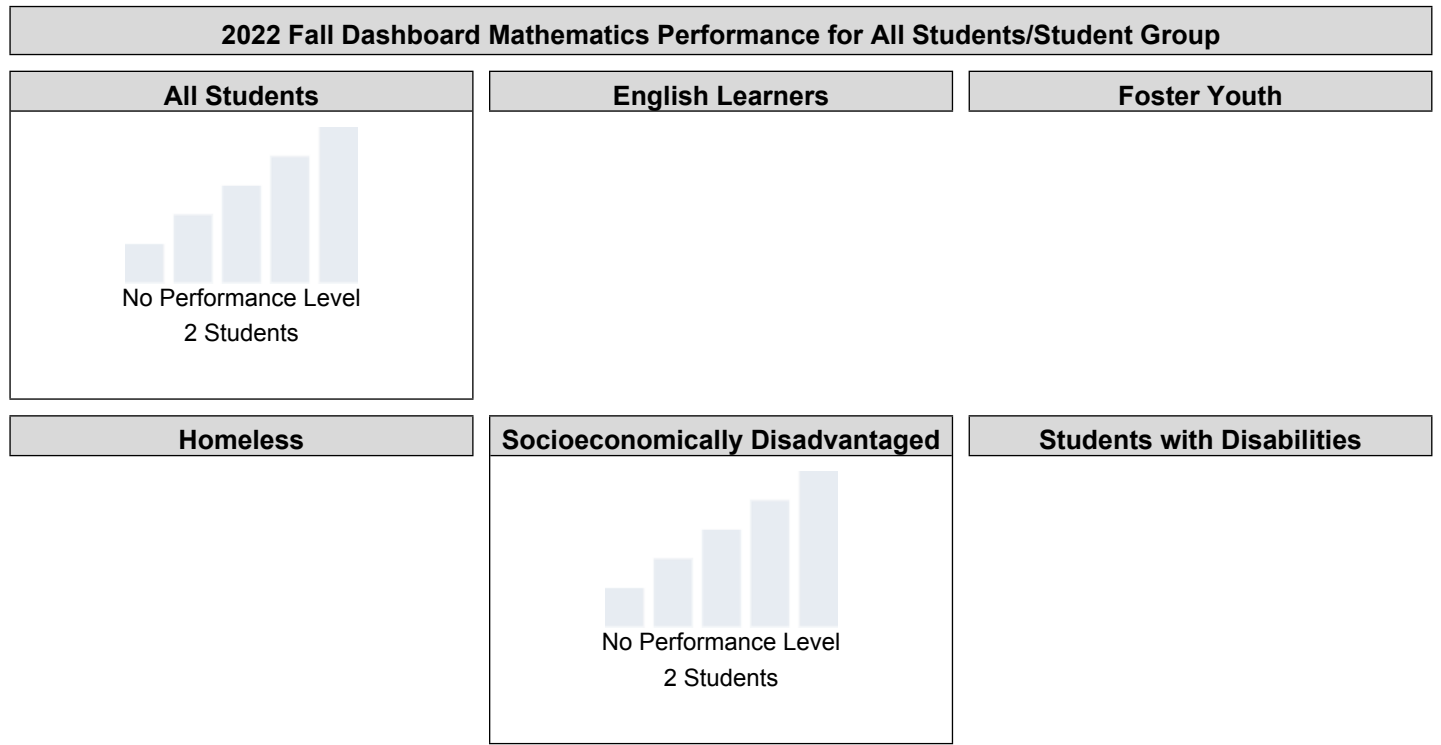 2022 Fall Dashboard Mathematics Performance for All Students/Student Group
All Students
English Learners
Foster Youth
No Performance Level
2 Students
Homeless
Socioeconomically Disadvantaged
Students with Disabilities
No Performance Level
2 Students